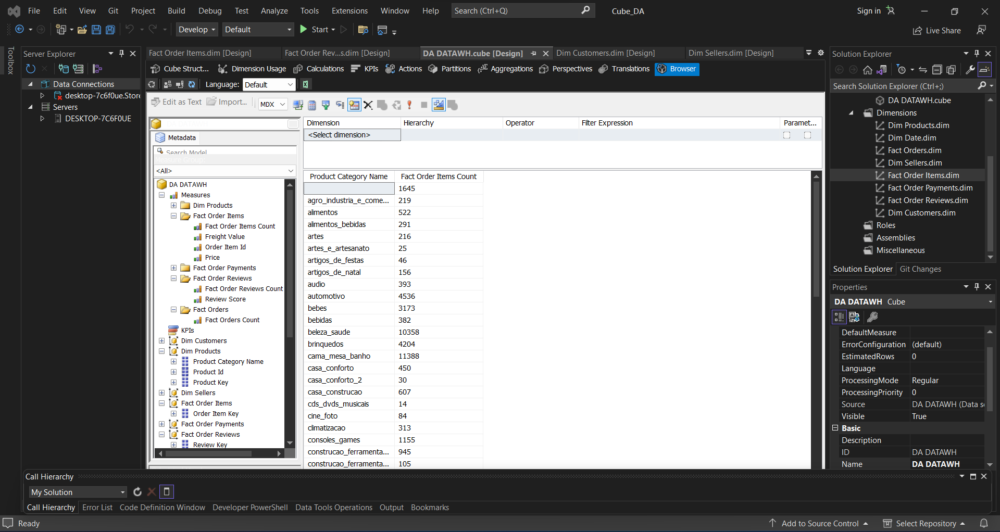 File Edit View Git Project Build Debug Test Analyze Tools Extensions Window Help Search (Ctrl+Q) Cube_DA Sign in
Develop Default Start Live Share
Toolbox
Server Explorer
Data Connections
desktop-7c6f0ue.Store
Servers
DESKTOP-7C6F0UE
Fact Order Items.dim [Design] Fact Order Rev...s.dim [Design] DA DATAWH.cube [Design] Dim Customers.dim [Design] Dim Sellers.dim [Design]
Cube Struct... Dimension Usage Calculations KPIs Actions Partitions Aggregations Perspectives Translations Browser
Language: Default
Edit as Text Import... MDX
Metadata
Search Model
Measure Group:
<All>
DA DATAWH
Measures
Dim Products
Fact Order Items
Fact Order Items Count
Freight Value
Order Item Id
Price
Fact Order Payments
Fact Order Reviews
Fact Order Reviews Count
Review Score
Fact Orders
Fact Orders Count
KPIs
Dim Customers
Dim Products
Product Category Name
Product Id
Product Key
Dim Sellers
Fact Order Items
Order Item Key
Fact Order Payments
Fact Order Reviews
Review Key
Dimension Hierarchy Operator Filter Expression Paramet...
<Select dimension>
Product Category Name Fact Order Items Count
1645
agro_industria_e_come... 219
alimentos 522
alimentos_bebidas 291
artes 216
artes_e_artesanato 25
artigos_de_festas 46
artigos_de_natal 156
audio 393
automotivo 4536
bebes 3173
bebidas 382
beleza_saude 10358
brinquedos 4204
cama_mesa_banho 11388
casa_conforto 450
casa_conforto_2 30
casa_construcao 607
cds_dvds_musicais 14
cine_foto 84
climatizacao 313
consoles_games 1155
construcao_ferramenta... 945
construcao_ferramenta... 105
Solution Explorer
Search Solution Explorer (Ctrl+;)
DA DATAWH.cube
Dimensions
Dim Products.dim
Dim Date.dim
Fact Orders.dim
Dim Sellers.dim
Fact Order Items.dim
Fact Order Payments.dim
Fact Order Reviews.dim
Dim Customers.dim
Roles
Assemblies
Miscellaneous
Solution Explorer Git Changes
Properties
DA DATAWH Cube
DefaultMeasure
ErrorConfiguration (default)
EstimatedRows 0
Language
ProcessingMode Regular
ProcessingPriority 0
Source DA DATAWH (Data s
Visible True
Basic
Description
ID DA DATAWH
Name DA DATAWH
Call Hierarchy
My Solution
Call Hierarchy Error List Code Definition Window Developer PowerShell Data Tools Operations Output Bookmarks
Ready Add to Source Control Select Repository